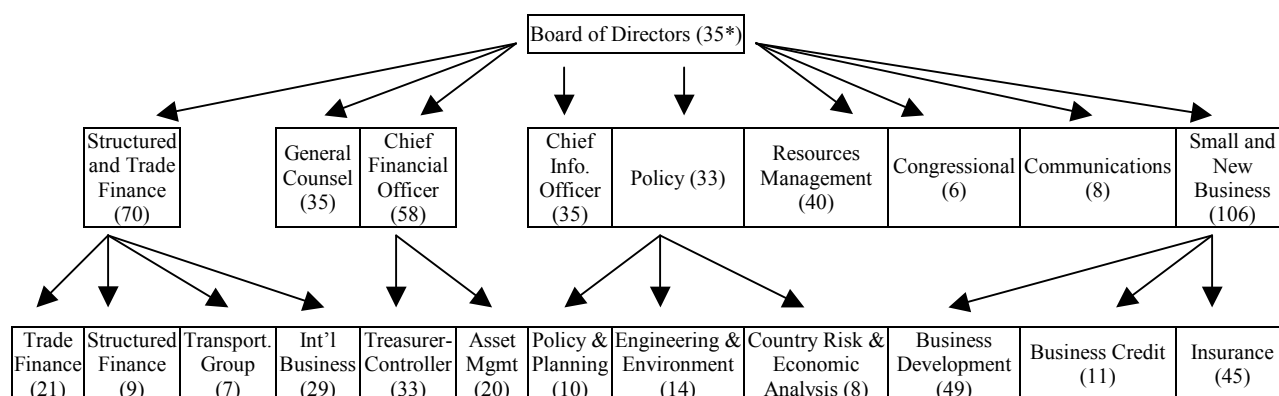 Board of Directors (35*)
Structured
and Trade
Finance
(70)
General
Counsel
(35)
Chief
Financial
Officer
(58)
Chief
Info.
Officer
(35)
Policy (33)
Resources
Management
(40)
Congressional
(6)
Communications
(8)
Small and
New
Business
(106)
Trade
Finance
(21)
Structured
Finance
(9)
Transport.
Group
(7)
Int'l
Business
(29)
Treasurer-
Controller
(33)
Asset
Mgmt
(20)
Policy &
Planning
(10)
Engineering &
Environment
(14)
Country Risk &
Economic
Analysis (8)
Business
Development
(49)
Business Credit
(11)
Insurance
(45)